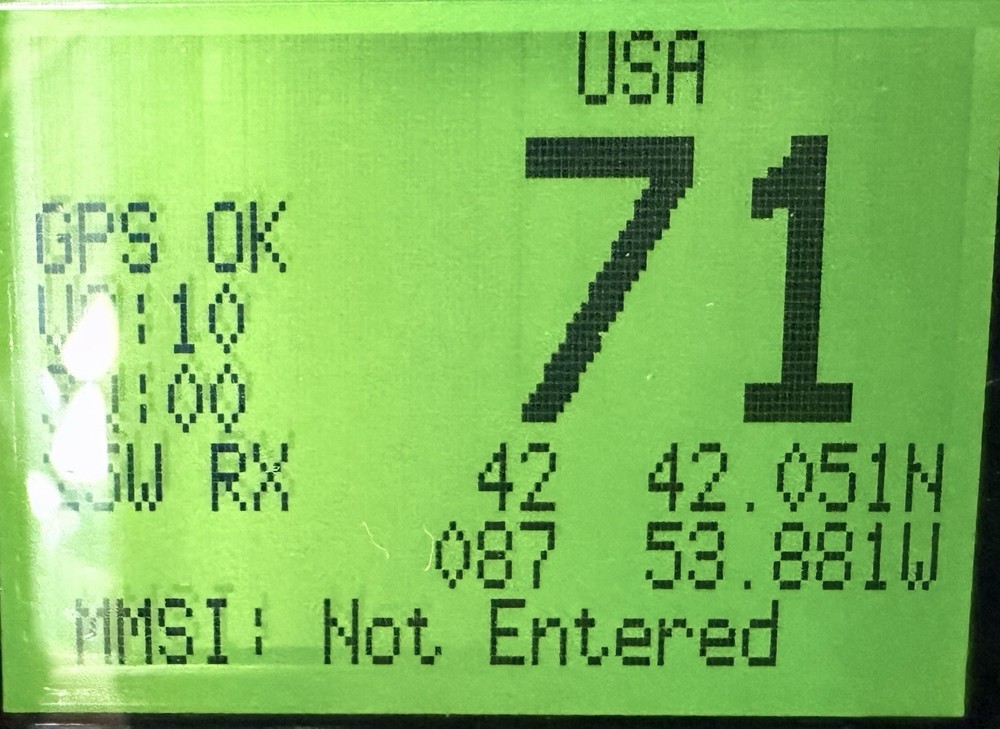 USA
71
GPS OK
:10
:00
RX
42 42.051N
087 53.881W
MMSI: Not Entered